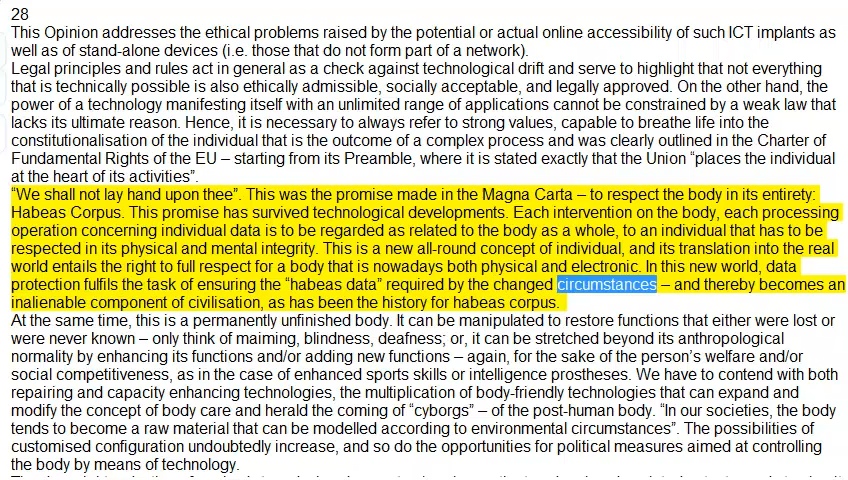 28
This Opinion addresses the ethical problems raised by the potential or actual online accessibility of such ICT implants as
well as of stand-alone devices (i.e. those that do not form part of a network).
Legal principles and rules act in general as a check against technological drift and serve to highlight that not everything
that is technically possible is also ethically admissible, socially acceptable, and legally approved. On the other hand, the
power of a technology manifesting itself with an unlimited range of applications cannot be constrained by a weak law that
lacks its ultimate reason. Hence, it is necessary to always refer to strong values, capable to breathe life into the
constitutionalisation of the individual that is the outcome of a complex process and was clearly outlined in the Charter of
Fundamental Rights of the EU – starting from its Preamble, where it is stated exactly that the Union “places the individual
at the heart of its activities”.
“We shall not lay hand upon thee”. This was the promise made in the Magna Carta – to respect the body in its entirety:
Habeas Corpus. This promise has survived technological developments. Each intervention on the body, each processing
operation concerning individual data is to be regarded as related to the body as a whole, to an individual that has to be
respected in its physical and mental integrity. This is a new all-round concept of individual, and its translation into the real
world entails the right to full respect for a body that is nowadays both physical and electronic. In this new world, data
protection fulfils the task of ensuring the “habeas data” required by the changed circumstances – and thereby becomes an
inalienable component of civilisation, as has been the history for habeas corpus.
At the same time, this is a permanently unfinished body. It can be manipulated to restore functions that either were lost or
were never known – only think of maiming, blindness, deafness; or, it can be stretched beyond its anthropological
normality by enhancing its functions and/or adding new functions – again, for the sake of the person’s welfare and/or
social competitiveness, as in the case of enhanced sports skills or intelligence prostheses. We have to contend with both
repairing and capacity enhancing technologies, the multiplication of body-friendly technologies that can expand and
modify the concept of body care and herald the coming of “cyborgs” – of the post-human body. “In our societies, the body
tends to become a raw material that can be modelled according to environmental circumstances”. The possibilities of
customised configuration undoubtedly increase, and so do the opportunities for political measures aimed at controlling
the body by means of technology.